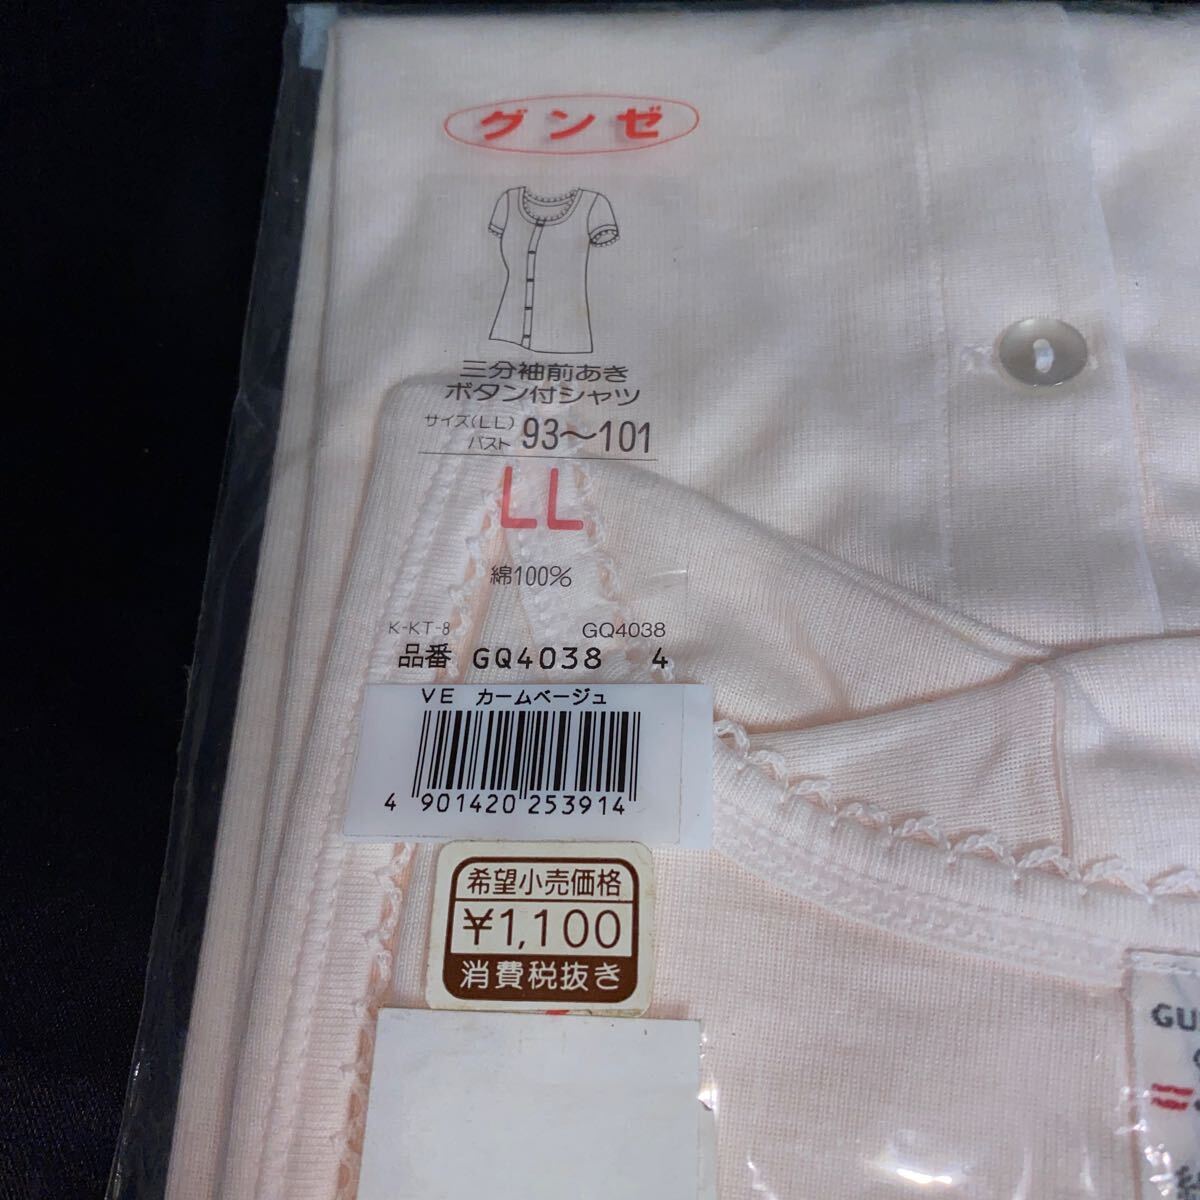 グンゼ
三分袖前あき
ボタン付シャツ
サイズ(LL)
バスト 93～101
LL
綿100%
K-KT-8 GQ4038
品番 GQ4038 4
VE カームベージュ
4 901420 253914
希望小売価格
¥1,100
消費税抜き
GU